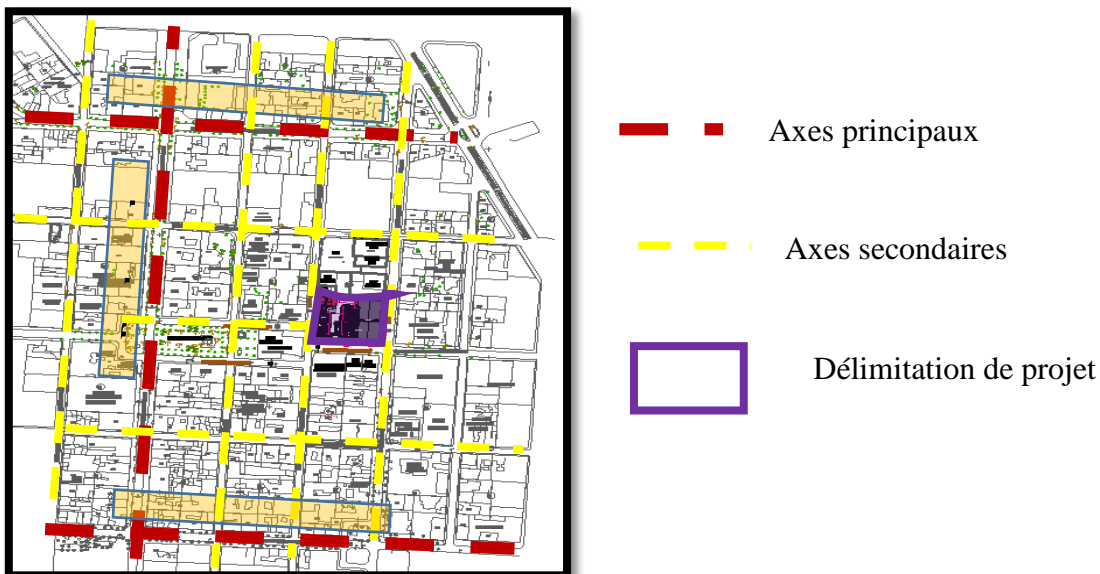 Axes principaux
Axes secondaires
Délimitation de projet